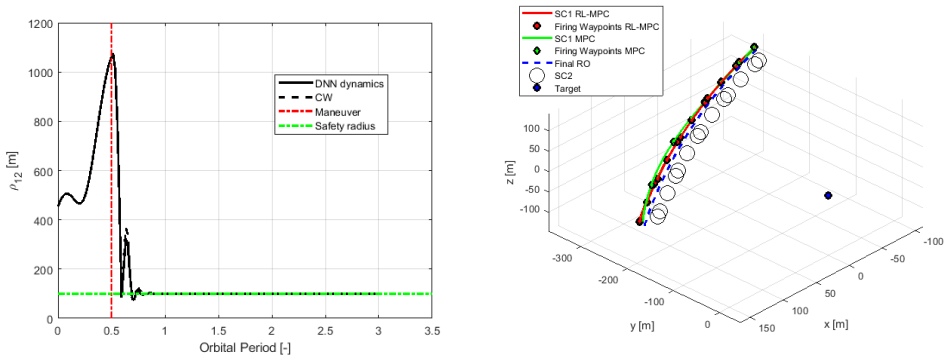 1200
1000
800
600
400
200
0
ρ12 [m]
0 0.5 1 1.5 2 2.5 3 3.5
Orbital Period [-]
DNN dynamics
CW
Maneuver
Safety radius
SC1 RL-MPC
Firing Waypoints RL-MPC
SC1 MPC
Firing Waypoints MPC
Final RO
SC2
Target
100
50
0
-50
-100
z [m]
-300
-200
-100
0
y [m]
150
100
50
0
-50
-100
x [m]